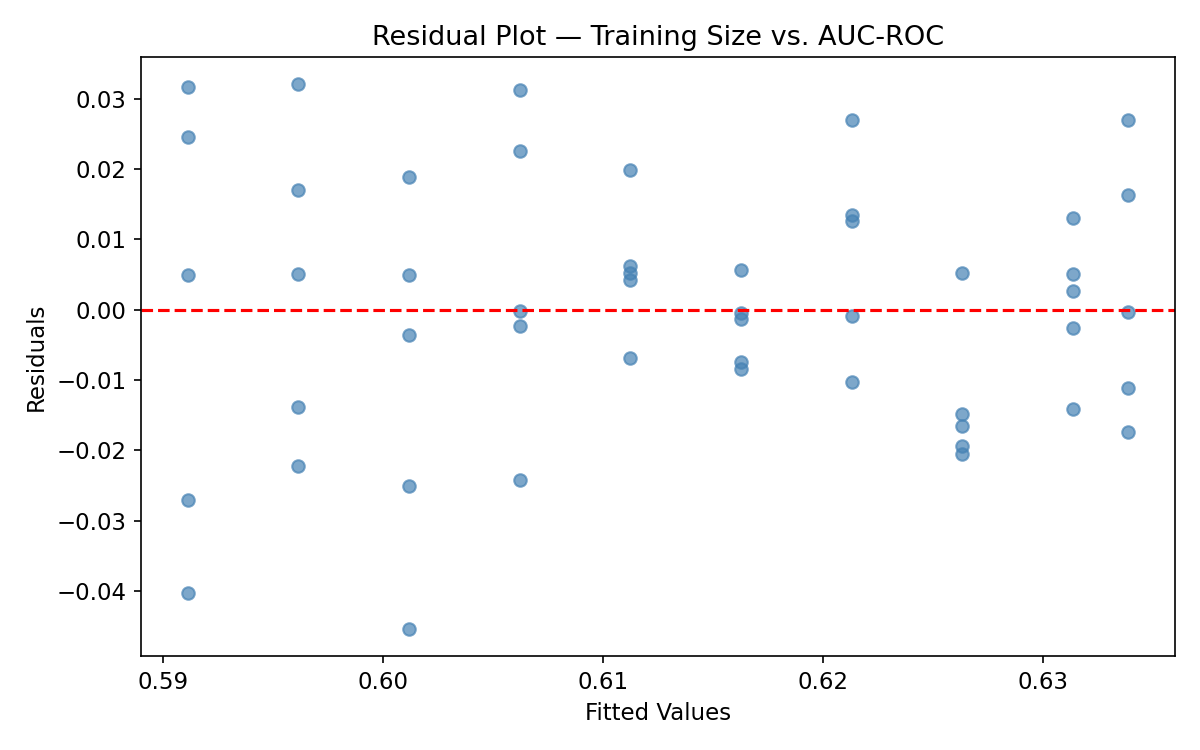 Residual Plot — Training Size vs. AUC-ROC
Residuals
0.03
0.02
0.01
0.00
−0.01
−0.02
−0.03
−0.04
0.59 0.60 0.61 0.62 0.63
Fitted Values